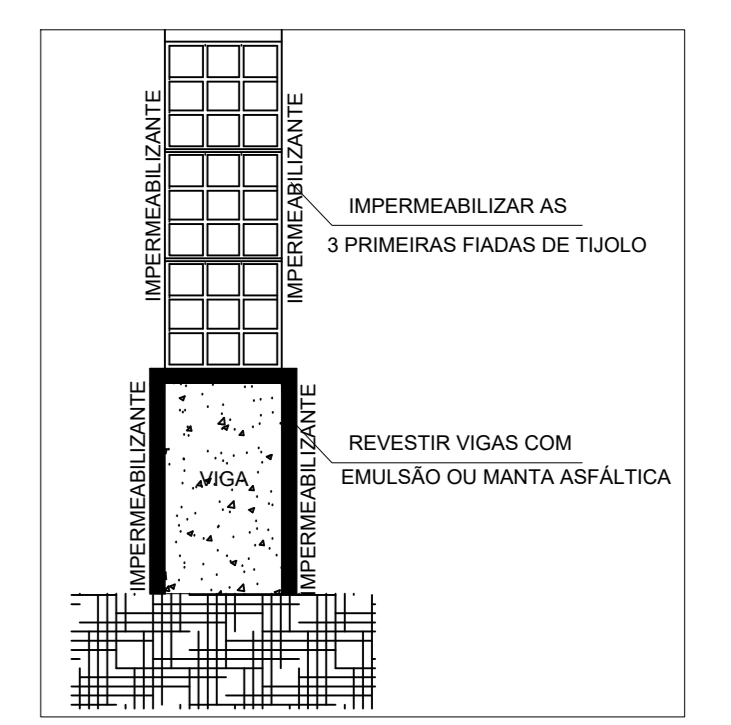 IMPERMEABILIZANTE
IMPERMEABILIZANTE
IMPERMEABILIZAR AS
3 PRIMEIRAS FIADAS DE TIJOLO
IMPERMEABILIZANTE
VIGA
IMPERMEABILIZANTE
REVESTIR VIGAS COM
EMULSÃO OU MANTA ASFÁLTICA